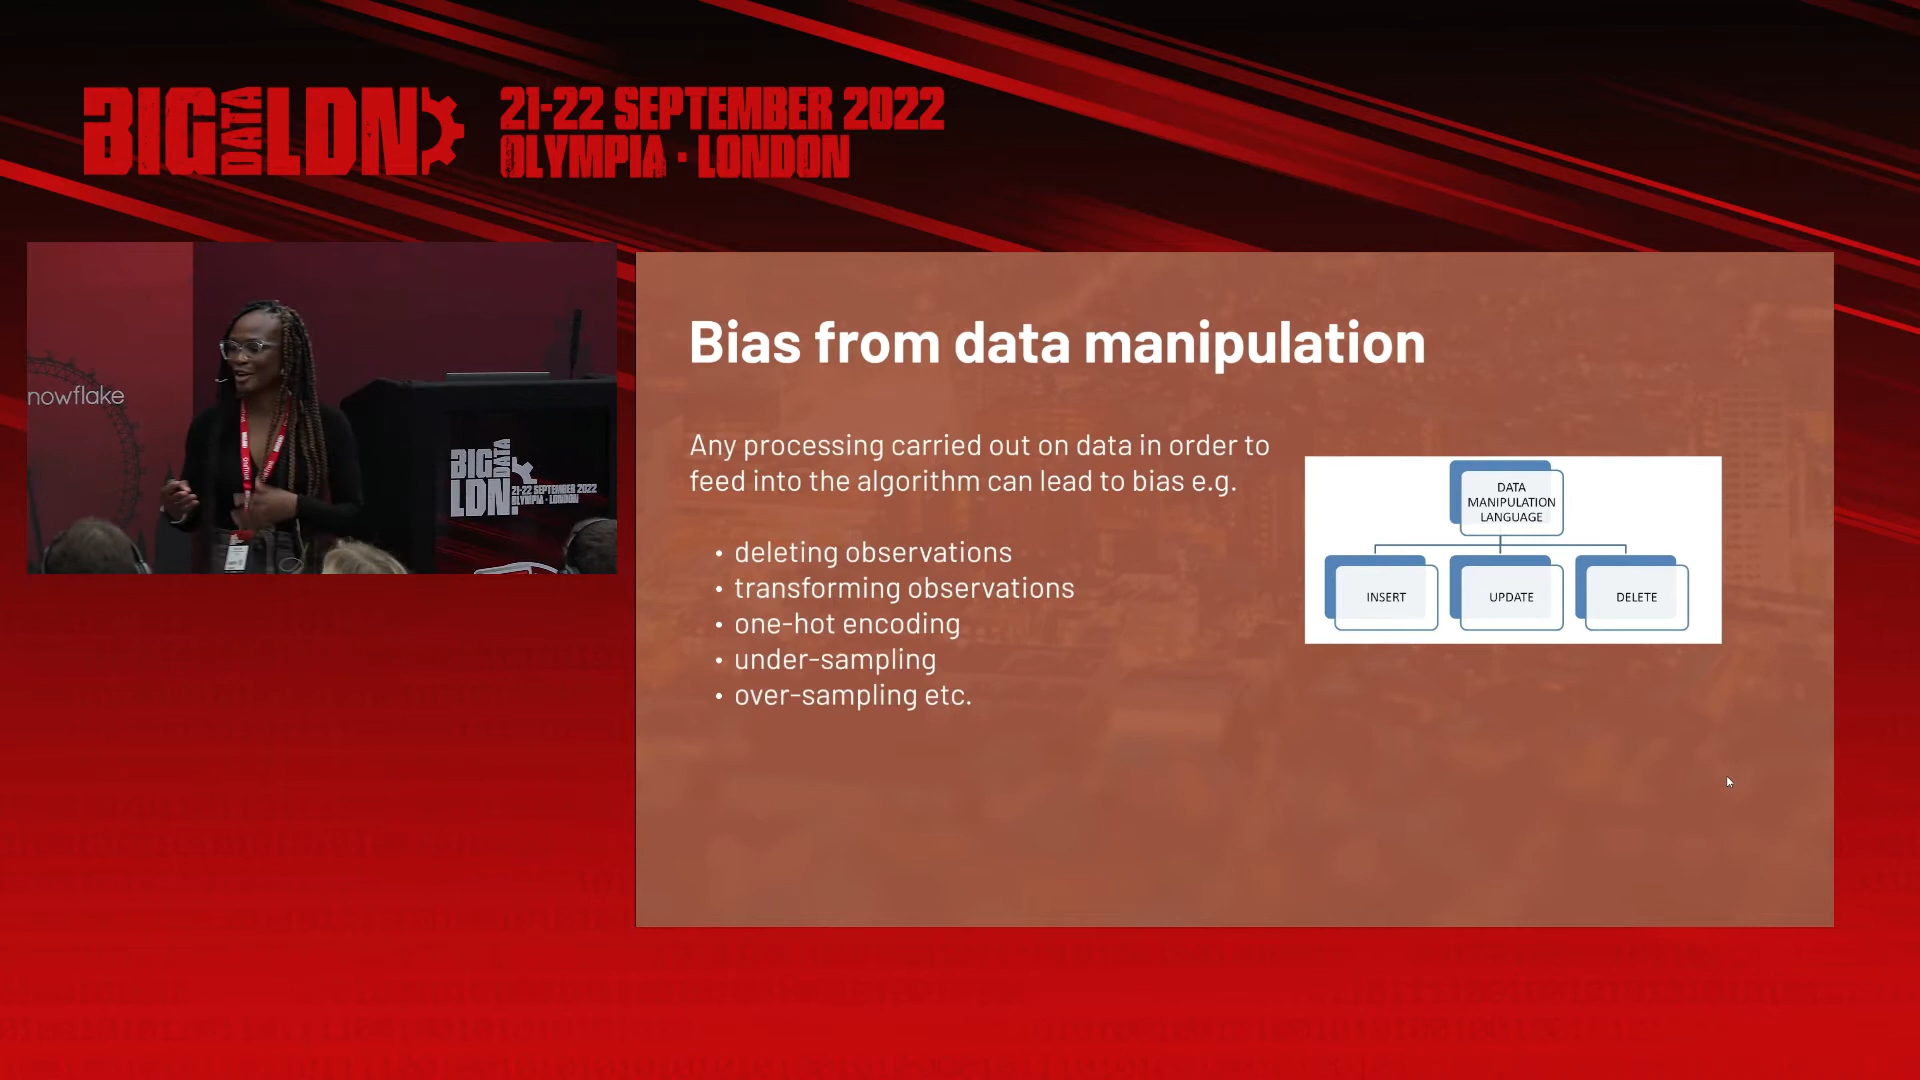 BIG DATA LDN
21-22 SEPTEMBER 2022
OLYMPIA · LONDON
nowflake
BIG DATA
LDN.
21-22 SEPTEMBER 2022
OLYMPIA · LONDON
Bias from data manipulation
Any processing carried out on data in order to
feed into the algorithm can lead to bias e.g.
• deleting observations
• transforming observations
• one-hot encoding
• under-sampling
• over-sampling etc.
DATA
MANIPULATION
LANGUAGE
INSERT
UPDATE
DELETE